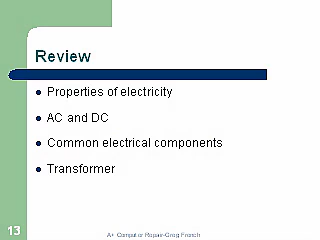 Review
Properties of electricity
AC and DC
Common electrical components
Transformer
13
A+ Computer Repair-Greg French